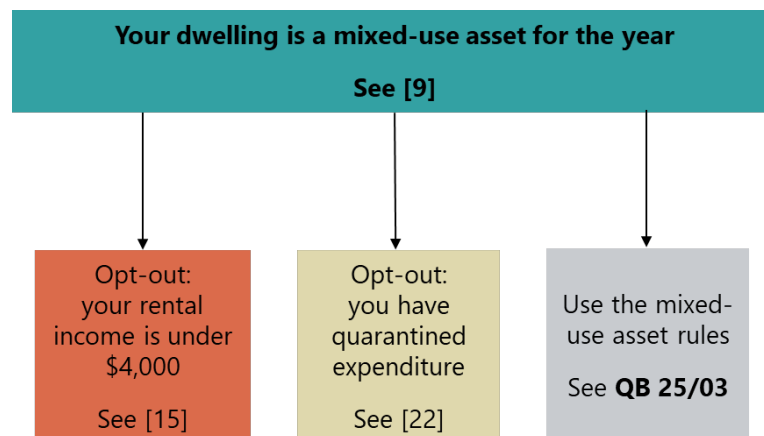 Your dwelling is a mixed-use asset for the year
See [9]
Opt-out:
your rental
income is under
$4,000
See [15]
Opt-out:
you have
quarantined
expenditure
See [22]
Use the mixed-
use asset rules
See QB 25/03